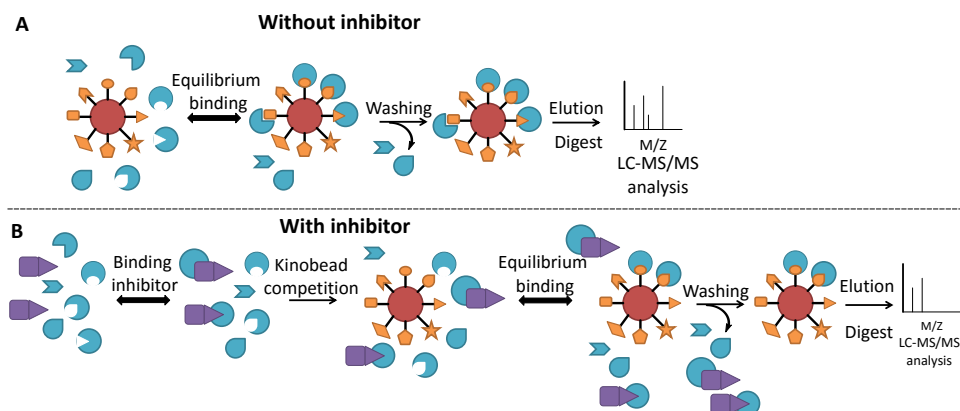 A
Without inhibitor
Equilibrium
binding
Washing
Elution
Digest
M/Z
LC-MS/MS
analysis
B
With inhibitor
Binding
inhibitor
Kinobead
competition
Equilibrium
binding
Washing
Elution
Digest
M/Z
LC-MS/MS
analysis